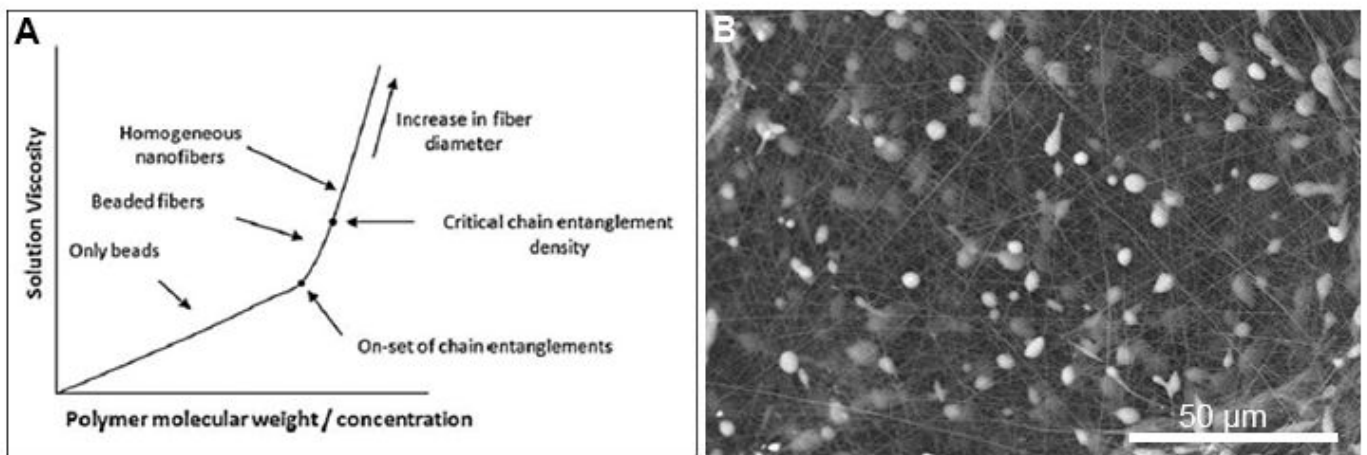 A
Solution Viscosity
Homogeneous
nanofibers
Increase in fiber
diameter
Beaded fibers
Critical chain entanglement
density
Only beads
On-set of chain entanglements
Polymer molecular weight / concentration
B
50 µm